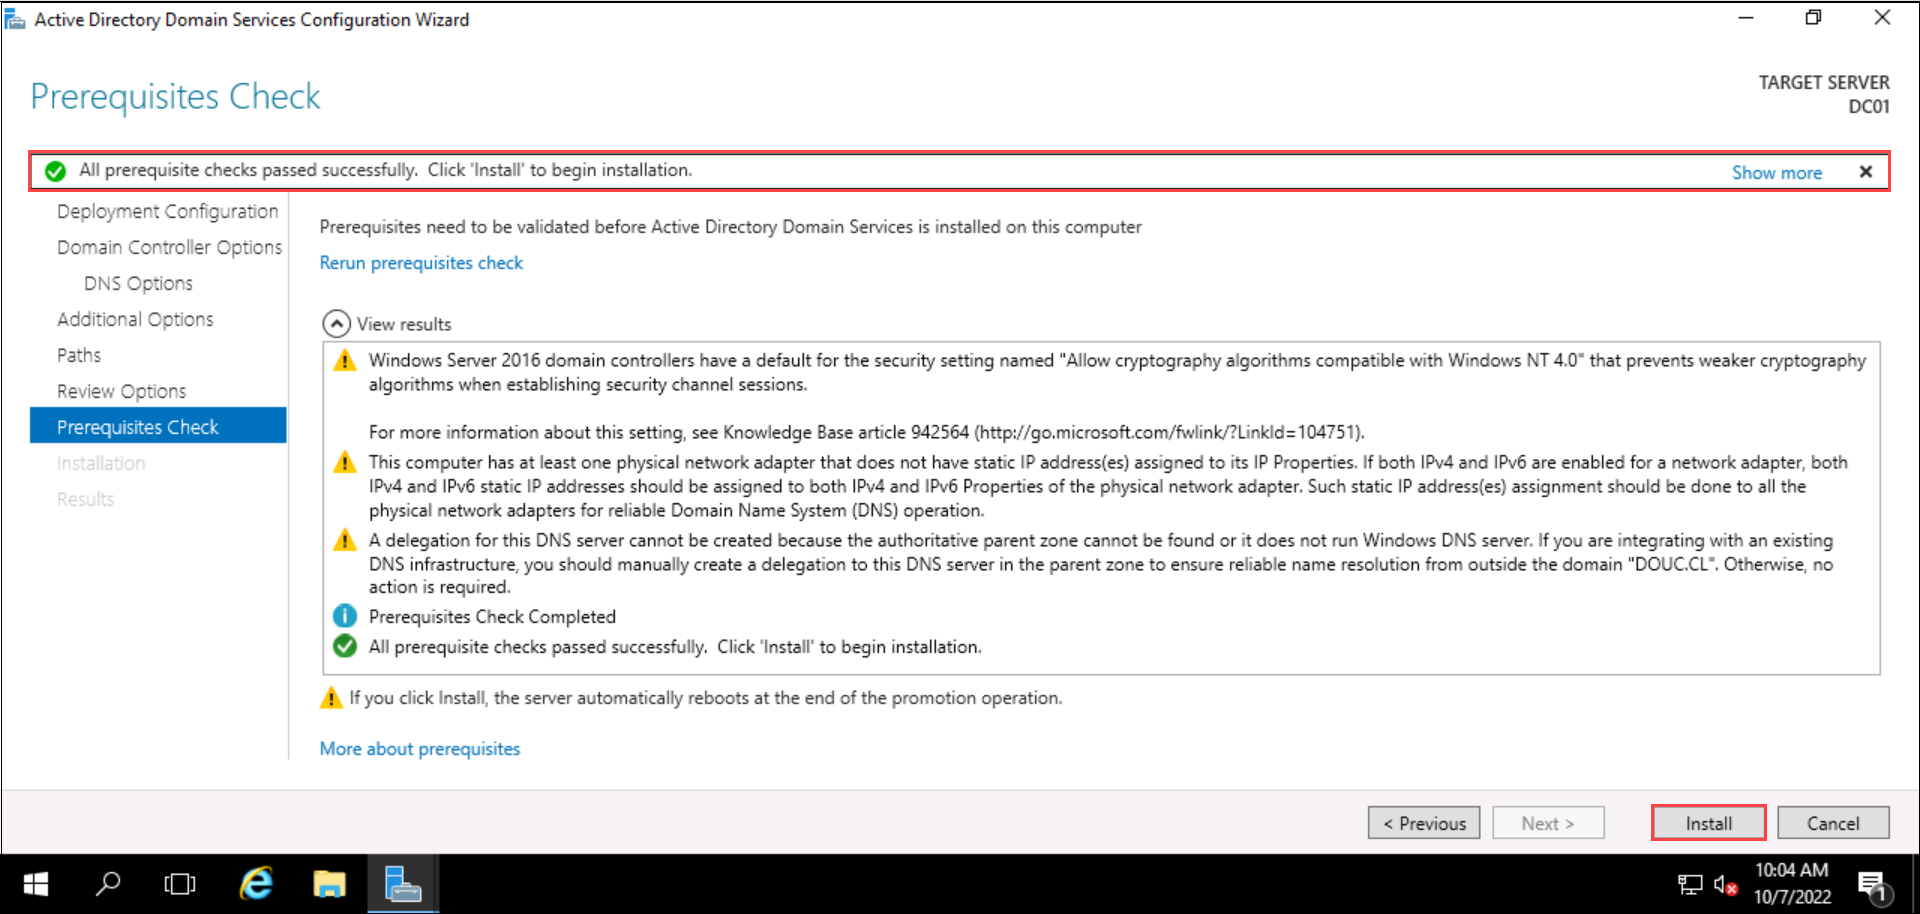 Active Directory Domain Services Configuration Wizard
Prerequisites Check
TARGET SERVER
DC01
All prerequisite checks passed successfully.  Click 'Install' to begin installation.
Show more
Deployment Configuration
Domain Controller Options
DNS Options
Additional Options
Paths
Review Options
Prerequisites Check
Installation
Results
Prerequisites need to be validated before Active Directory Domain Services is installed on this computer
Rerun prerequisites check
View results
Windows Server 2016 domain controllers have a default for the security setting named "Allow cryptography algorithms compatible with Windows NT 4.0" that prevents weaker cryptography
algorithms when establishing security channel sessions.
For more information about this setting, see Knowledge Base article 942564 (http://go.microsoft.com/fwlink/?LinkId=104751).
This computer has at least one physical network adapter that does not have static IP address(es) assigned to its IP Properties. If both IPv4 and IPv6 are enabled for a network adapter, both
IPv4 and IPv6 static IP addresses should be assigned to both IPv4 and IPv6 Properties of the physical network adapter. Such static IP address(es) assignment should be done to all the
physical network adapters for reliable Domain Name System (DNS) operation.
A delegation for this DNS server cannot be created because the authoritative parent zone cannot be found or it does not run Windows DNS server. If you are integrating with an existing
DNS infrastructure, you should manually create a delegation to this DNS server in the parent zone to ensure reliable name resolution from outside the domain "DOUC.CL". Otherwise, no
action is required.
Prerequisites Check Completed
All prerequisite checks passed successfully.  Click 'Install' to begin installation.
If you click Install, the server automatically reboots at the end of the promotion operation.
More about prerequisites
< Previous
Next >
Install
Cancel
10:04 AM
10/7/2022
1